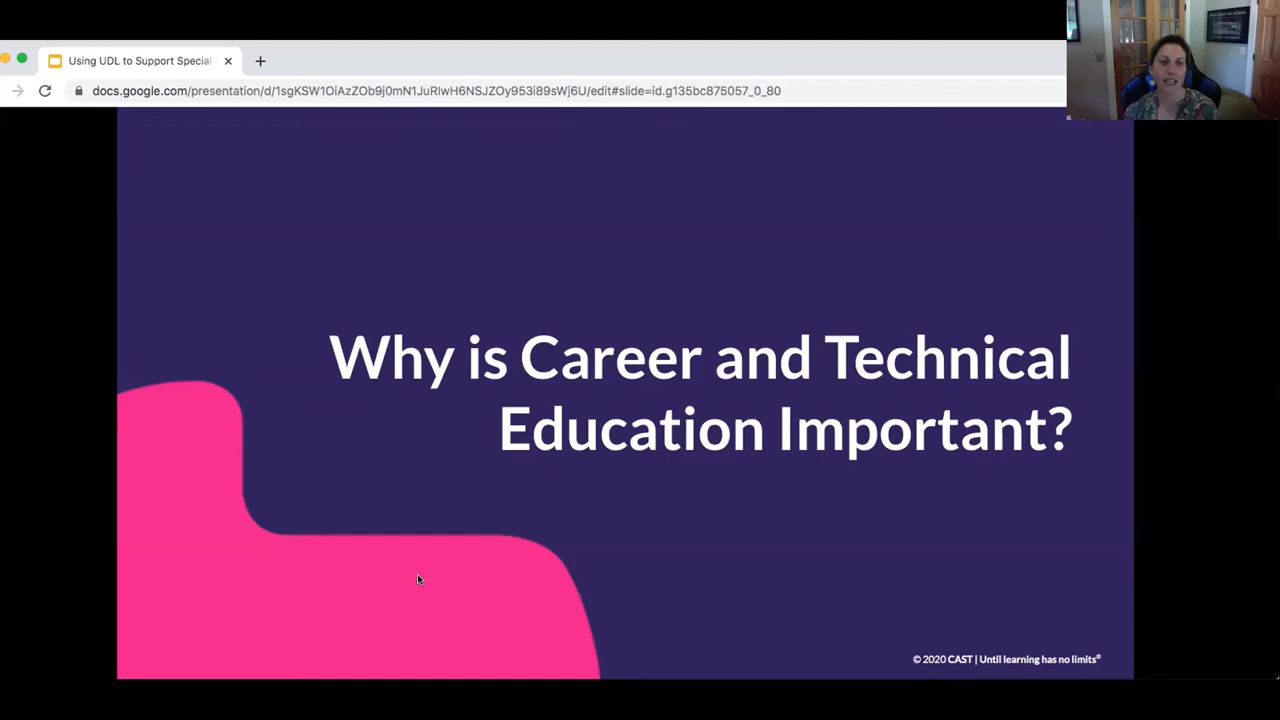 Using UDL to Support Special
docs.google.com/presentation/d/1sgKSW1OiAzZOb9j0mN1JuRlwH6NSJZOy953i89sWj6U/edit#slide=id.g135bc875057_0_80
Why is Career and Technical
Education Important?
© 2020 CAST | Until learning has no limits®